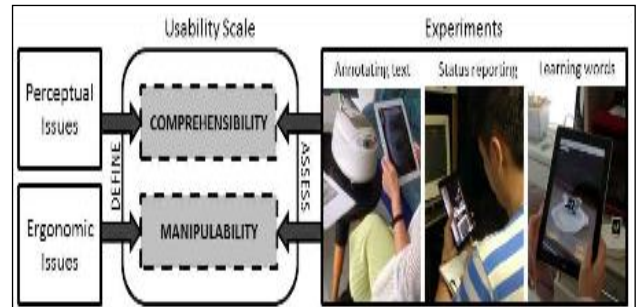 Usability Scale
Experiments
Perceptual
Issues
Ergonomic
Issues
DEFINE
COMPREHENSIBILITY
MANIPULABILITY
ASSESS
Annotating text
Status reporting
Learning words